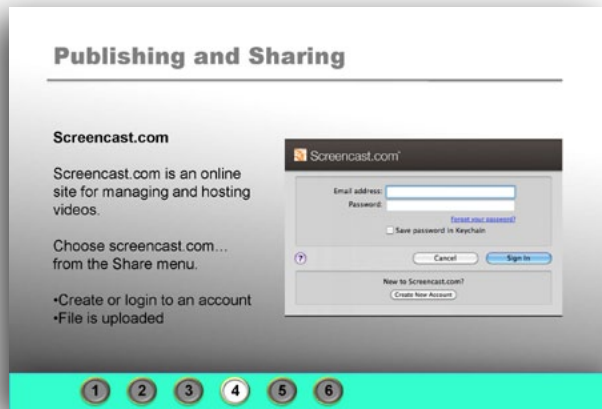 Publishing and Sharing
Screencast.com
Screencast.com is an online
site for managing and hosting
videos.
Choose screencast.com...
from the Share menu.
•Create or login to an account
•File is uploaded
Screencast.com
Email address:
Password:
Forgot your password?
Save password in Keychain
?
Cancel
Sign In
New to Screencast.com?
Create New Account
1 2 3 4 5 6